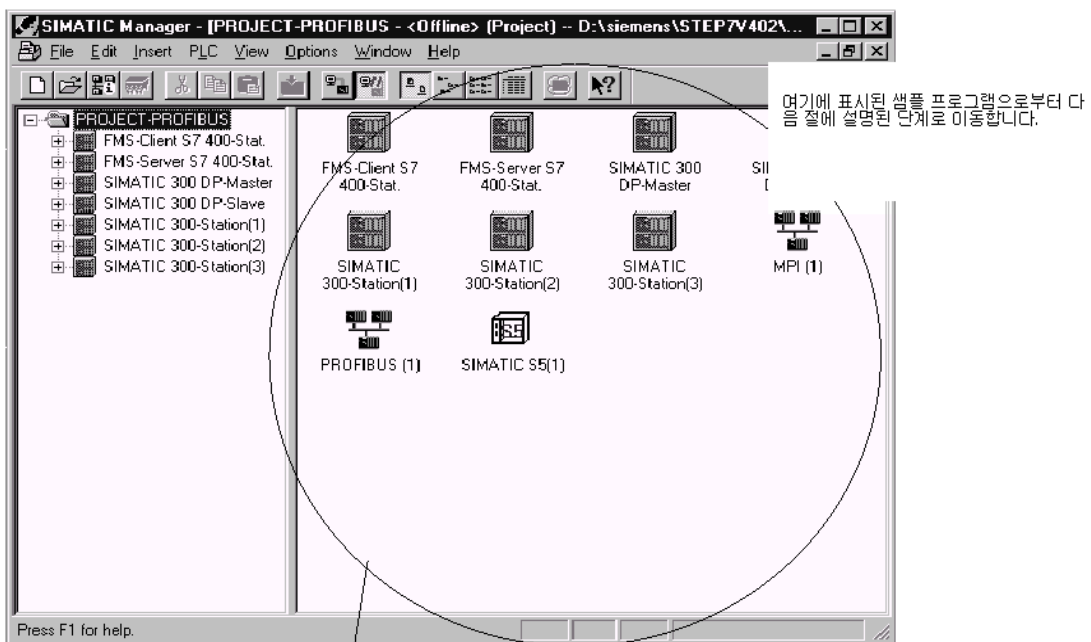 SIMATIC Manager - [PROJECT-PROFIBUS - <Offline> (Project) -- D:\siemens\STEP7V402\...
File Edit Insert PLC View Options Window Help
여기에 표시된 샘플 프로그램으로부터 다
음 절에 설명된 단계로 이동합니다.
PROJECT-PROFIBUS
FMS-Client S7 400-Stat.
FMS-Server S7 400-Stat.
SIMATIC 300 DP-Master
SIMATIC 300 DP-Slave
SIMATIC 300-Station(1)
SIMATIC 300-Station(2)
SIMATIC 300-Station(3)
FMS-Client S7
400-Stat.
FMS-Server S7
400-Stat.
SIMATIC 300
DP-Master
SIMATIC
300-Station(1)
SIMATIC
300-Station(2)
SIMATIC
300-Station(3)
MPI (1)
PROFIBUS (1)
S5
SIMATIC S5(1)
Press F1 for help.